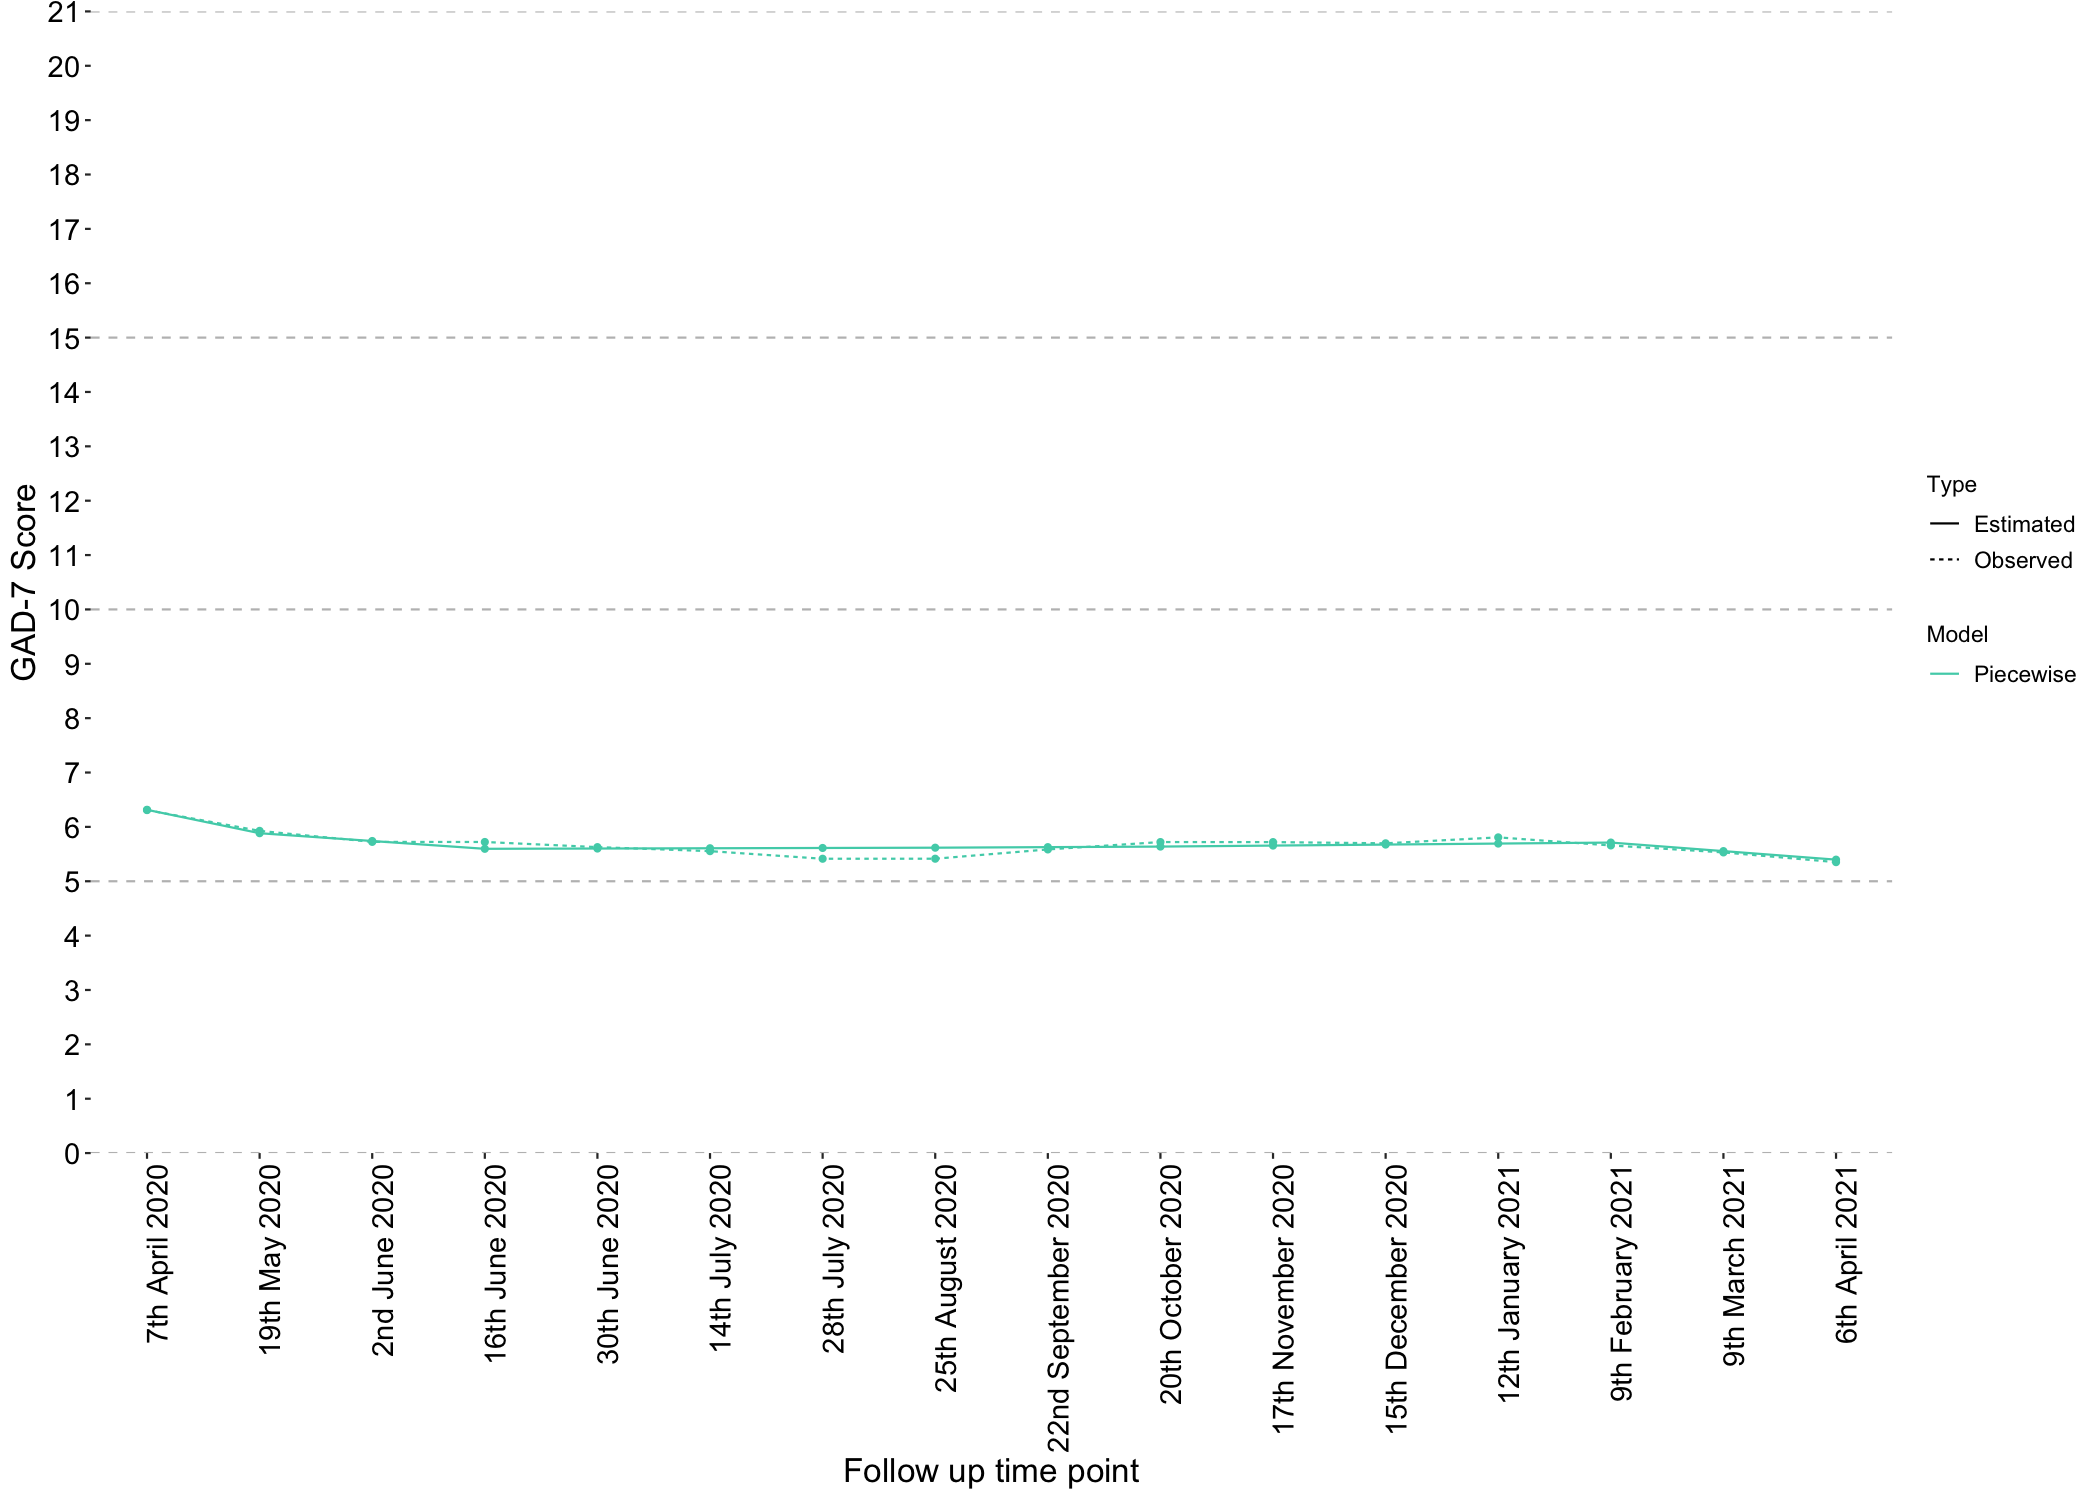 21
20
19
18
17
16
15
14
13
12
11
10
9
8
7
6
5
4
3
2
1
0
GAD-7 Score
7th April 2020
19th May 2020
2nd June 2020
16th June 2020
30th June 2020
14th July 2020
28th July 2020
25th August 2020
22nd September 2020
20th October 2020
17th November 2020
15th December 2020
12th January 2021
9th February 2021
9th March 2021
6th April 2021
Follow up time point
Type
Estimated
Observed
Model
Piecewise